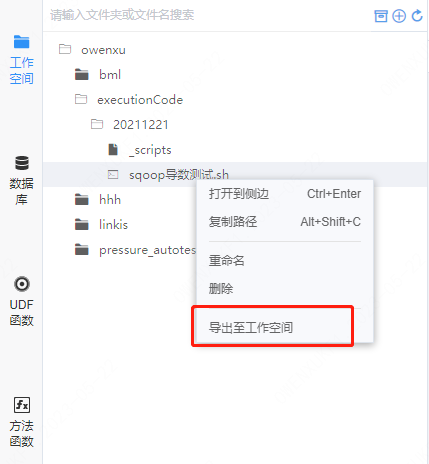 请输入文件夹或文件名搜索
工作
空间
owenxu
bml
executionCode
20211221
_scripts
sqoop导数测试.sh
数据
库
打开到侧边 Ctrl+Enter
hhh
复制路径 Alt+Shift+C
linkis
pressure_autotes
重命名
删除
UDF
函数
导出至工作空间
fx
方法
函数